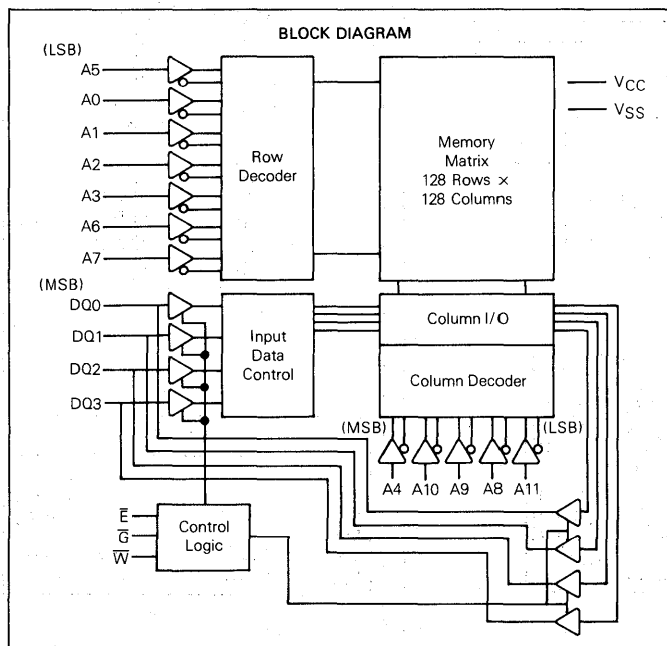 BLOCK DIAGRAM
(LSB)
A5
A0
A1
A2
A3
A6
A7
(MSB)
Row
Decoder
Memory
Matrix
128 Rows ×
128 Columns
VCC
VSS
DQ0
DQ1
DQ2
DQ3
Input
Data
Control
Column I/O
Column Decoder
(MSB)
(LSB)
A4 A10 A9 A8 A11
E̅
G̅
W̅
Control
Logic